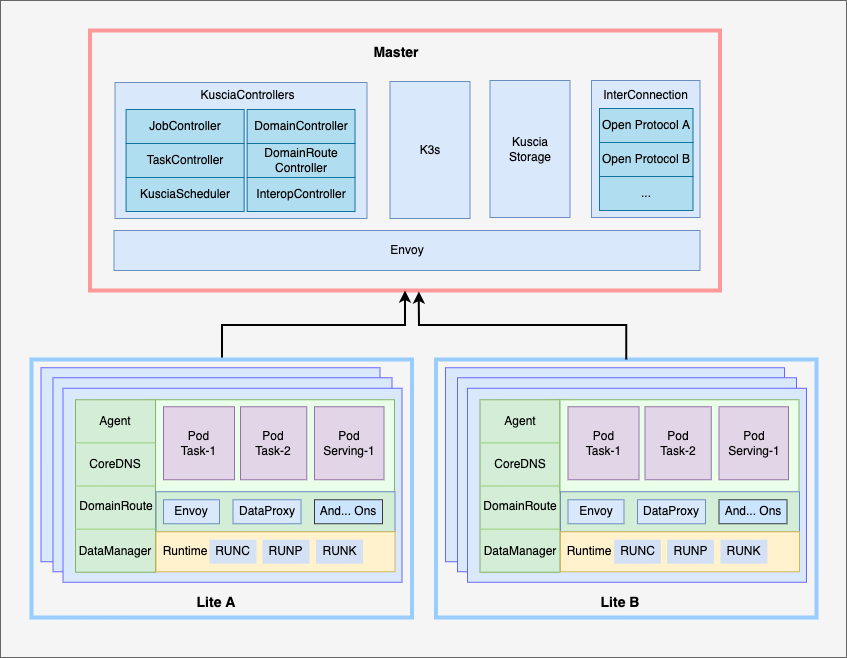 Master
KusciaControllers
JobController
DomainController
TaskController
DomainRoute
Controller
KusciaScheduler
InteropController
K3s
Kuscia
Storage
InterConnection
Open Protocol A
Open Protocol B
...
Envoy
Agent
CoreDNS
DomainRoute
DataManager
Pod
Task-1
Pod
Task-2
Pod
Serving-1
Envoy
DataProxy
And... Ons
Runtime
RUNC
RUNP
RUNK
Lite A
Agent
CoreDNS
DomainRoute
DataManager
Pod
Task-1
Pod
Task-2
Pod
Serving-1
Envoy
DataProxy
And... Ons
Runtime
RUNC
RUNP
RUNK
Lite B